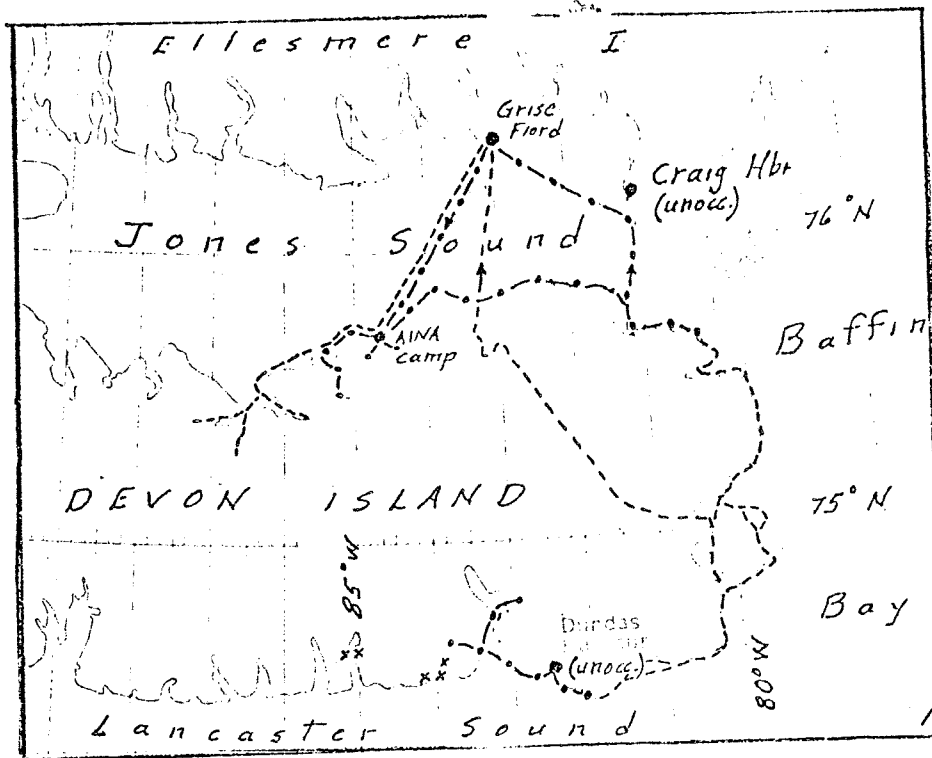 Ellesmere I
Grise
Fiord
Craig Hbr
(unocc.)
76°N
Jones Sound
AINA
camp
Baffin
DEVON ISLAND
75°N
85°W
Bay
Dundas
(unocc.)
80°W
Lancaster Sound